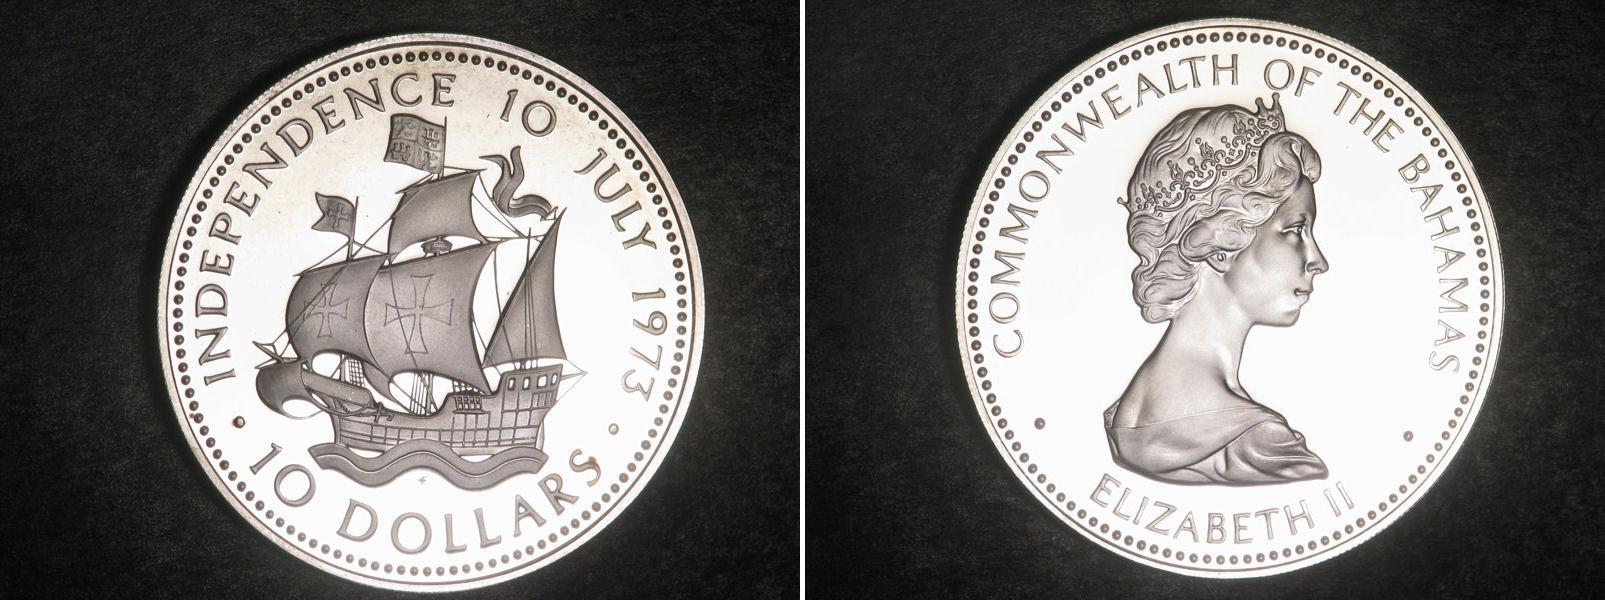 INDEPENDENCE 10 JULY 1973
10 DOLLARS
COMMONWEALTH OF THE BAHAMAS
ELIZABETH II